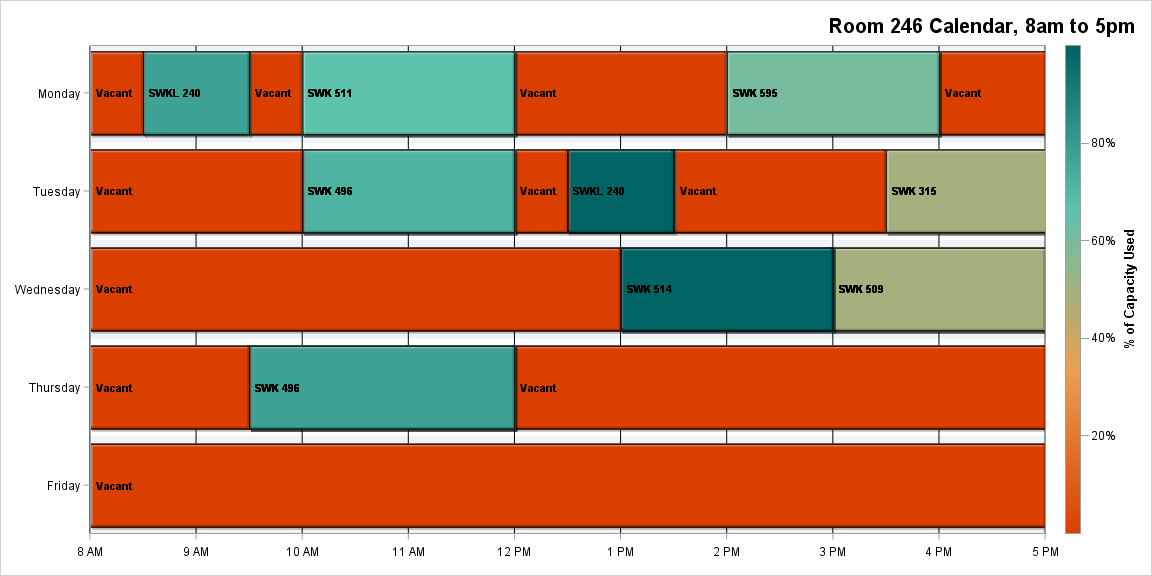 Room 246 Calendar, 8am to 5pm
Monday
Vacant
SWKL 240
Vacant
SWK 511
Vacant
SWK 595
Vacant
Tuesday
Vacant
SWK 496
Vacant
SWKL 240
Vacant
SWK 315
Wednesday
Vacant
SWK 514
SWK 509
Thursday
Vacant
SWK 496
Vacant
Friday
Vacant
8 AM
9 AM
10 AM
11 AM
12 PM
1 PM
2 PM
3 PM
4 PM
5 PM
80%
60%
40%
20%
% of Capacity Used